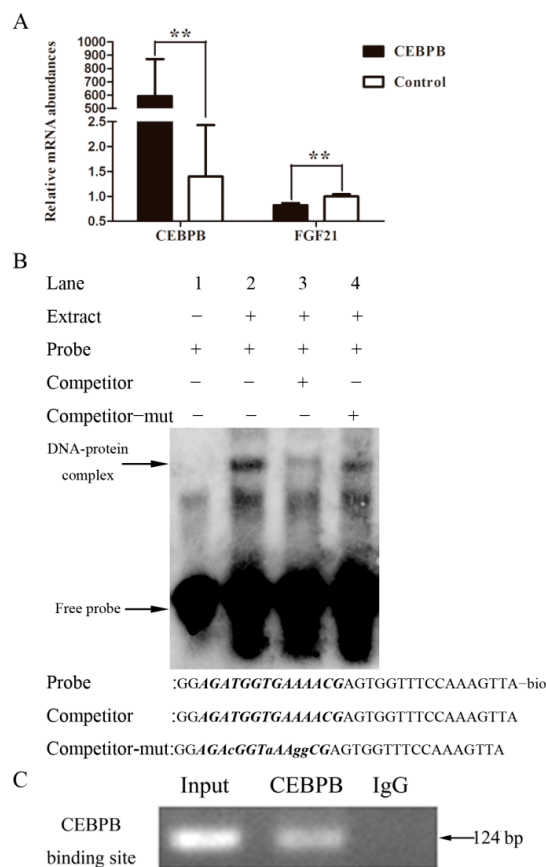 A
Relative mRNA abundances
1000
900
800
700
600
500
2.5
2.0
1.5
1.0
0.5
**
**
CEBPB
Control
CEBPB FGF21
B
Lane 1 2 3 4
Extract − + + +
Probe + + + +
Competitor − − + −
Competitor−mut − − − +
DNA-protein
complex
Free probe
Probe :GGAGATGGTGAAAACGAGTGGTTTCCAAAGTTA−bio
Competitor :GGAGATGGTGAAAACGAGTGGTTTCCAAAGTTA
Competitor-mut:GGAGAcGGTaAAggCGAGTGGTTTCCAAAGTTA
C
Input CEBPB IgG
CEBPB
binding site
124 bp